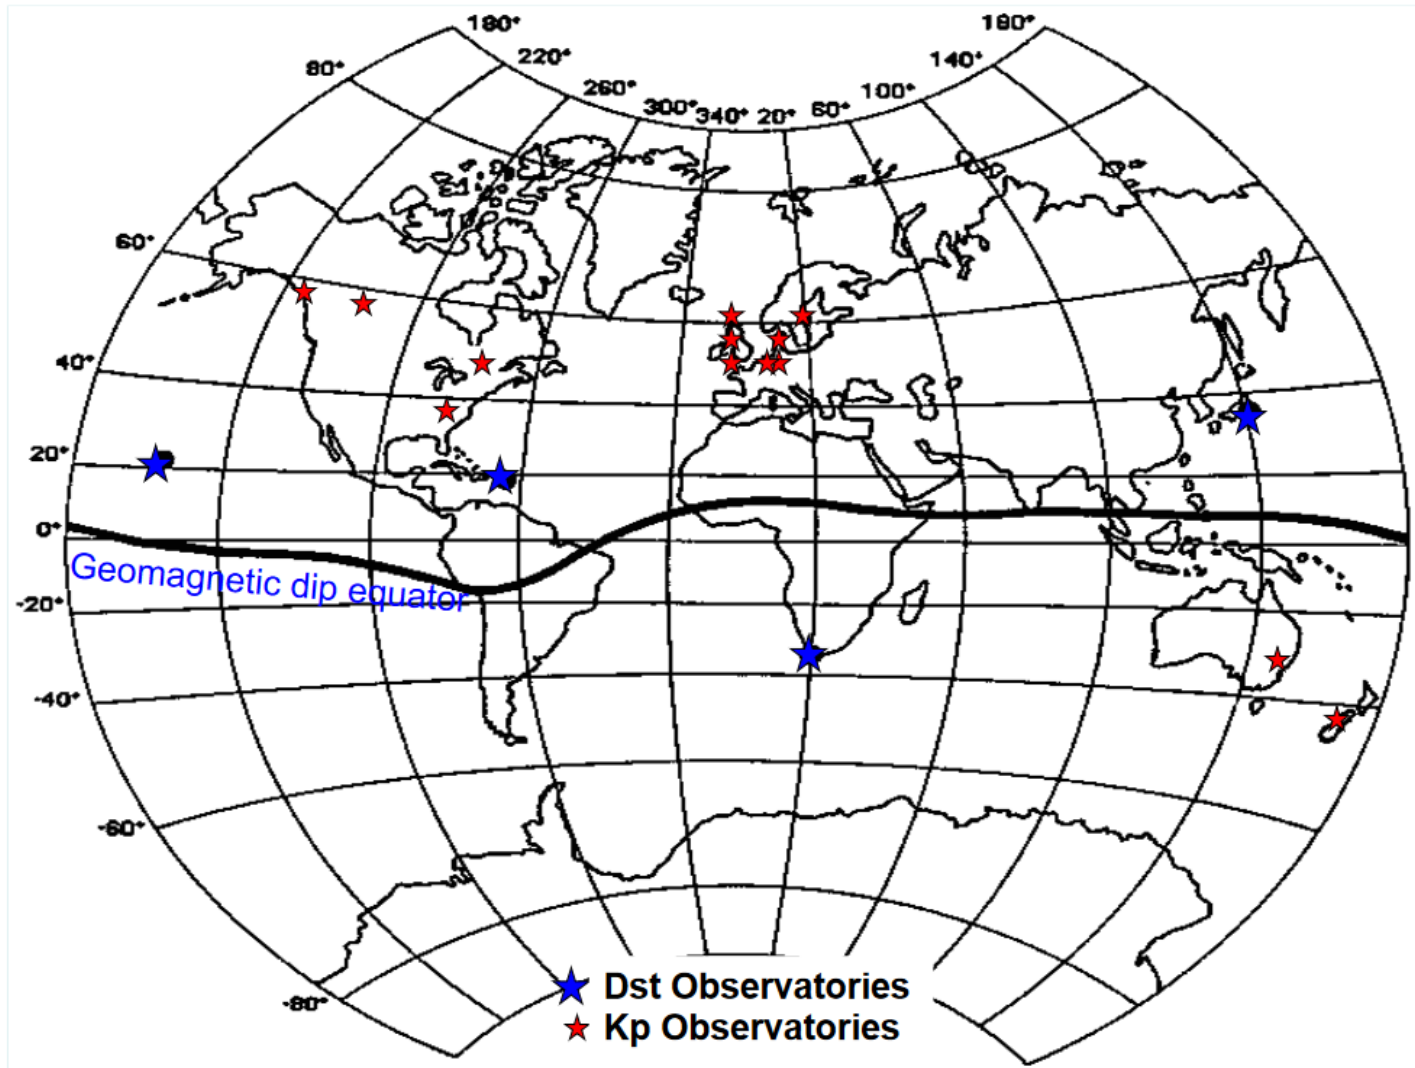 180° 180°
80° 220° 140°
260° 100°
300° 340° 20° 60°
60°
40°
20°
0°
Geomagnetic dip equator
-20°
-40°
-60°
-80°
Dst Observatories
Kp Observatories